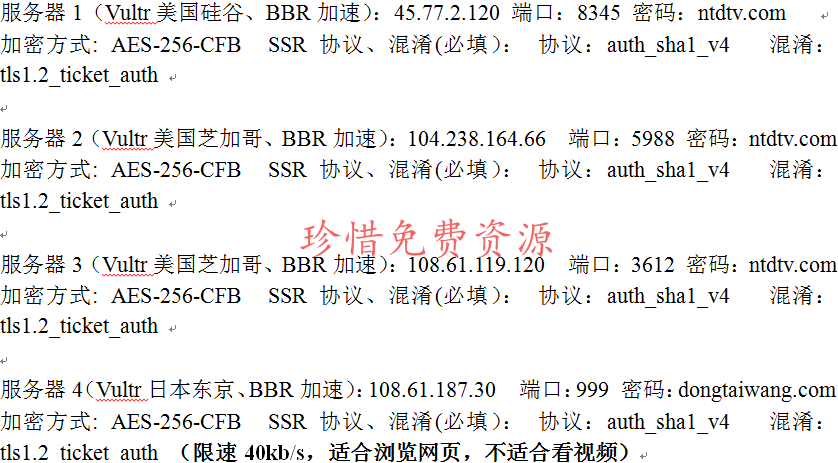 服务器 1（Vultr 美国硅谷、BBR 加速）：45.77.2.120 端口：8345 密码：ntdtv.com
加密方式: AES-256-CFB SSR 协议、混淆(必填)： 协议：auth_sha1_v4 混淆：
tls1.2_ticket_auth
服务器 2（Vultr 美国芝加哥、BBR 加速）：104.238.164.66 端口：5988 密码：ntdtv.com
加密方式: AES-256-CFB SSR 协议、混淆(必填)： 协议：auth_sha1_v4 混淆：
tls1.2_ticket_auth
珍惜免费资源
服务器 3（Vultr 美国芝加哥、BBR 加速）：108.61.119.120 端口：3612 密码：ntdtv.com
加密方式: AES-256-CFB SSR 协议、混淆(必填)： 协议：auth_sha1_v4 混淆：
tls1.2_ticket_auth
服务器 4（Vultr 日本东京、BBR 加速）：108.61.187.30 端口：999 密码：dongtaiwang.com
加密方式: AES-256-CFB SSR 协议、混淆(必填)： 协议：auth_sha1_v4 混淆：
tls1.2_ticket_auth （限速 40kb/s，适合浏览网页，不适合看视频）